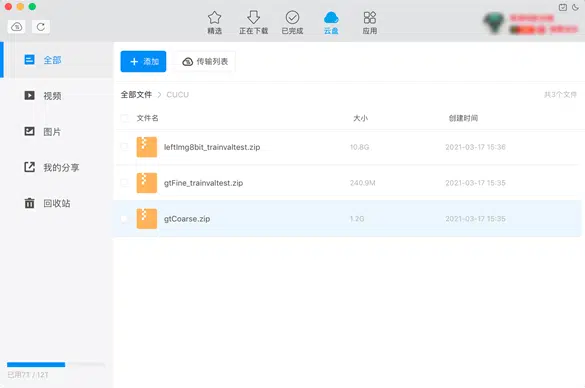 精选
正在下载
已完成
云盘
应用
全部
视频
图片
我的分享
回收站
添加
传输列表
全部文件 > CUCU
共3个文件
文件名 大小 创建时间
leftImg8bit_trainvaltest.zip 10.8G 2021-03-17 15:36
gtFine_trainvaltest.zip 240.9M 2021-03-17 15:35
gtCoarse.zip 1.2G 2021-03-17 15:35
已用7T / 12T